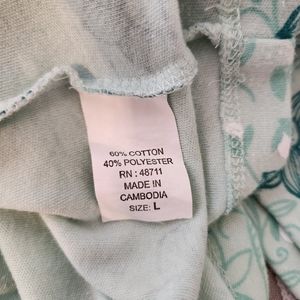 60% COTTON
40% POLYESTER
RN : 48711
MADE IN
CAMBODIA
SIZE: L